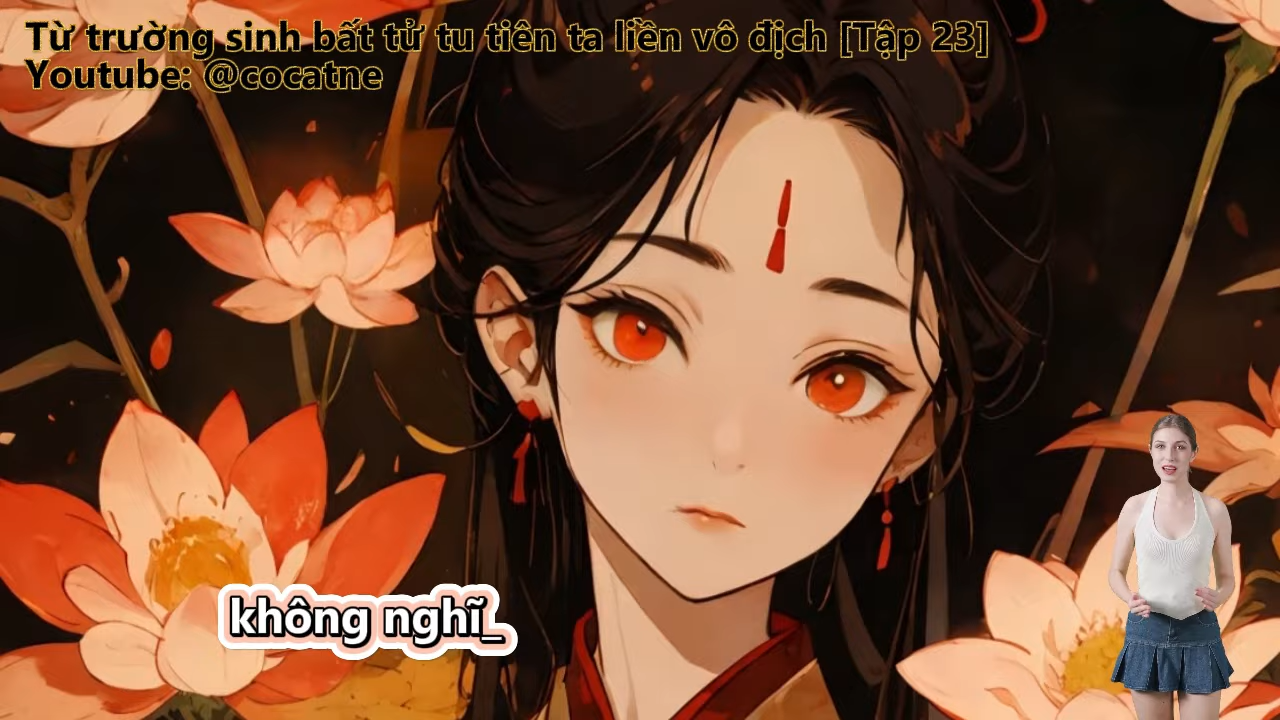 Từ trường sinh bất tử tu tiên ta liền vô địch [Tập 23]
Youtube: @cocatne
không nghĩ_